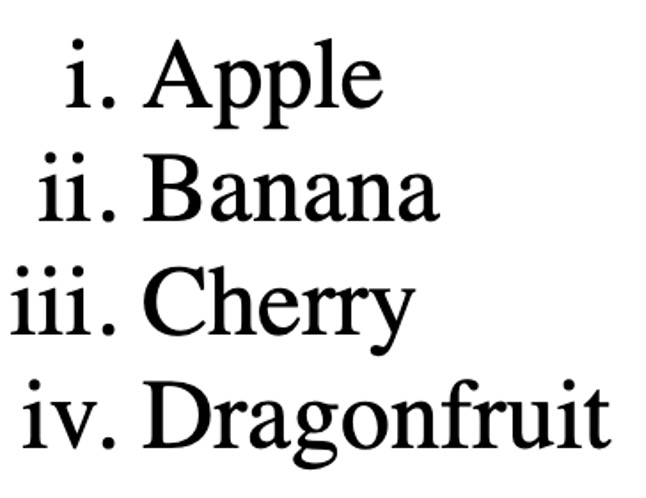 i. Apple
ii. Banana
iii. Cherry
iv. Dragonfruit